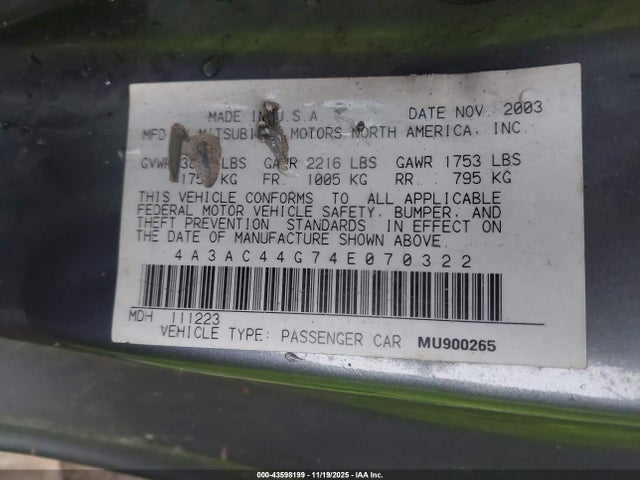 MADE IN U.S.A. DATE NOV. 2003
MFD MITSUBISHI MOTORS NORTH AMERICA, INC.
GVWR LBS GAWR 2216 LBS GAWR 1753 LBS
KG FR. 1005 KG RR. 795 KG
THIS VEHICLE CONFORMS TO ALL APPLICABLE
FEDERAL MOTOR VEHICLE SAFETY, BUMPER, AND
THEFT PREVENTION STANDARDS IN EFFECT ON
THE DATE OF MANUFACTURE SHOWN ABOVE.
4A3AC44G74E070322
MDH 111223
VEHICLE TYPE: PASSENGER CAR MU900265
000-43598199 - 11/19/2025 - IAA Inc.